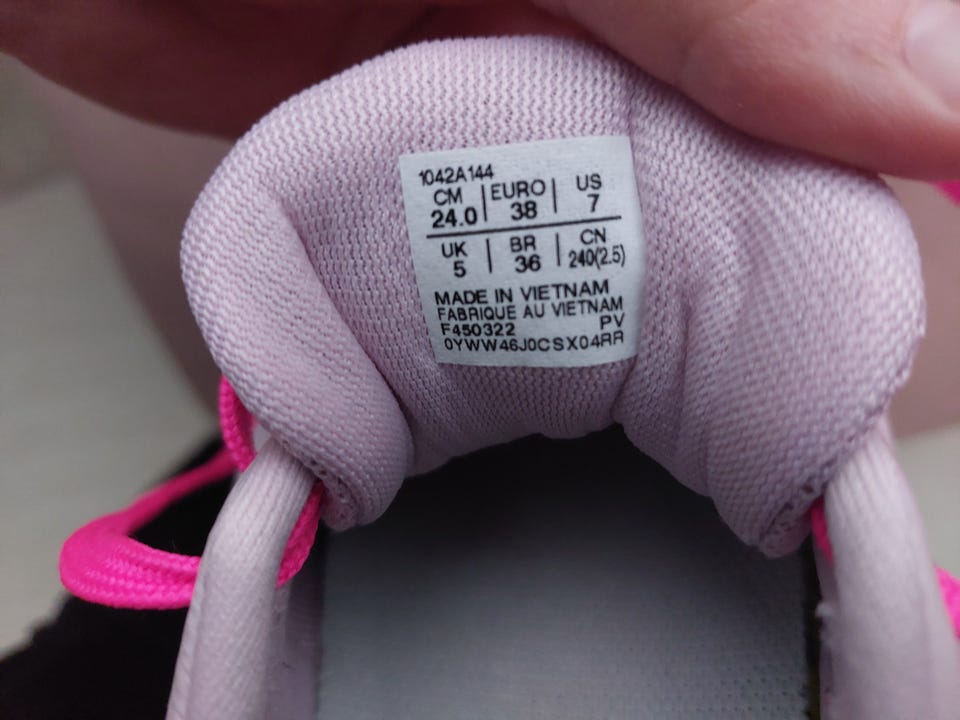 1042A144
CM EURO US
24.0 38 7
UK BR CN
5 36 240(2.5)
MADE IN VIETNAM
FABRIQUE AU VIETNAM
F450322 PV
0YWW46J0CSX04RR